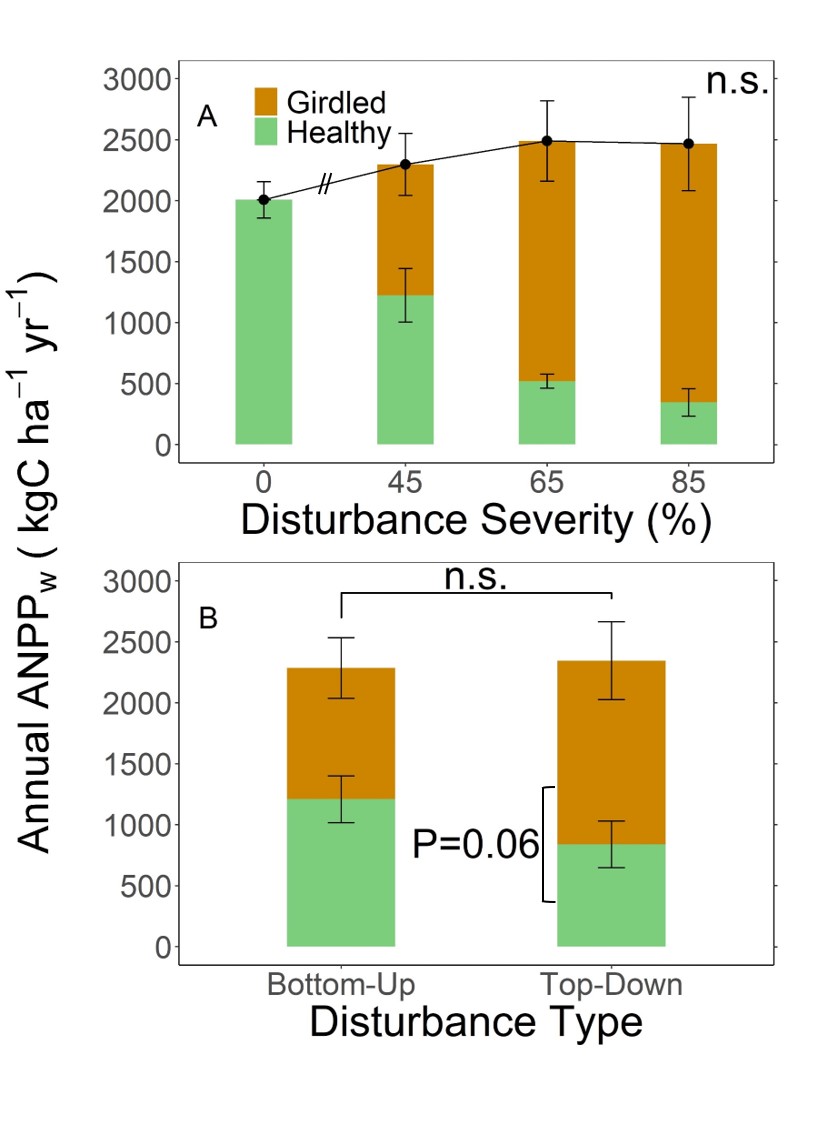 Annual ANPPw ( kgC ha−1 yr−1)
A
Girdled
Healthy
n.s.
3000
2500
2000
1500
1000
500
0
//
0 45 65 85
Disturbance Severity (%)
B
n.s.
3000
2500
2000
1500
1000
500
0
P=0.06
Bottom-Up Top-Down
Disturbance Type